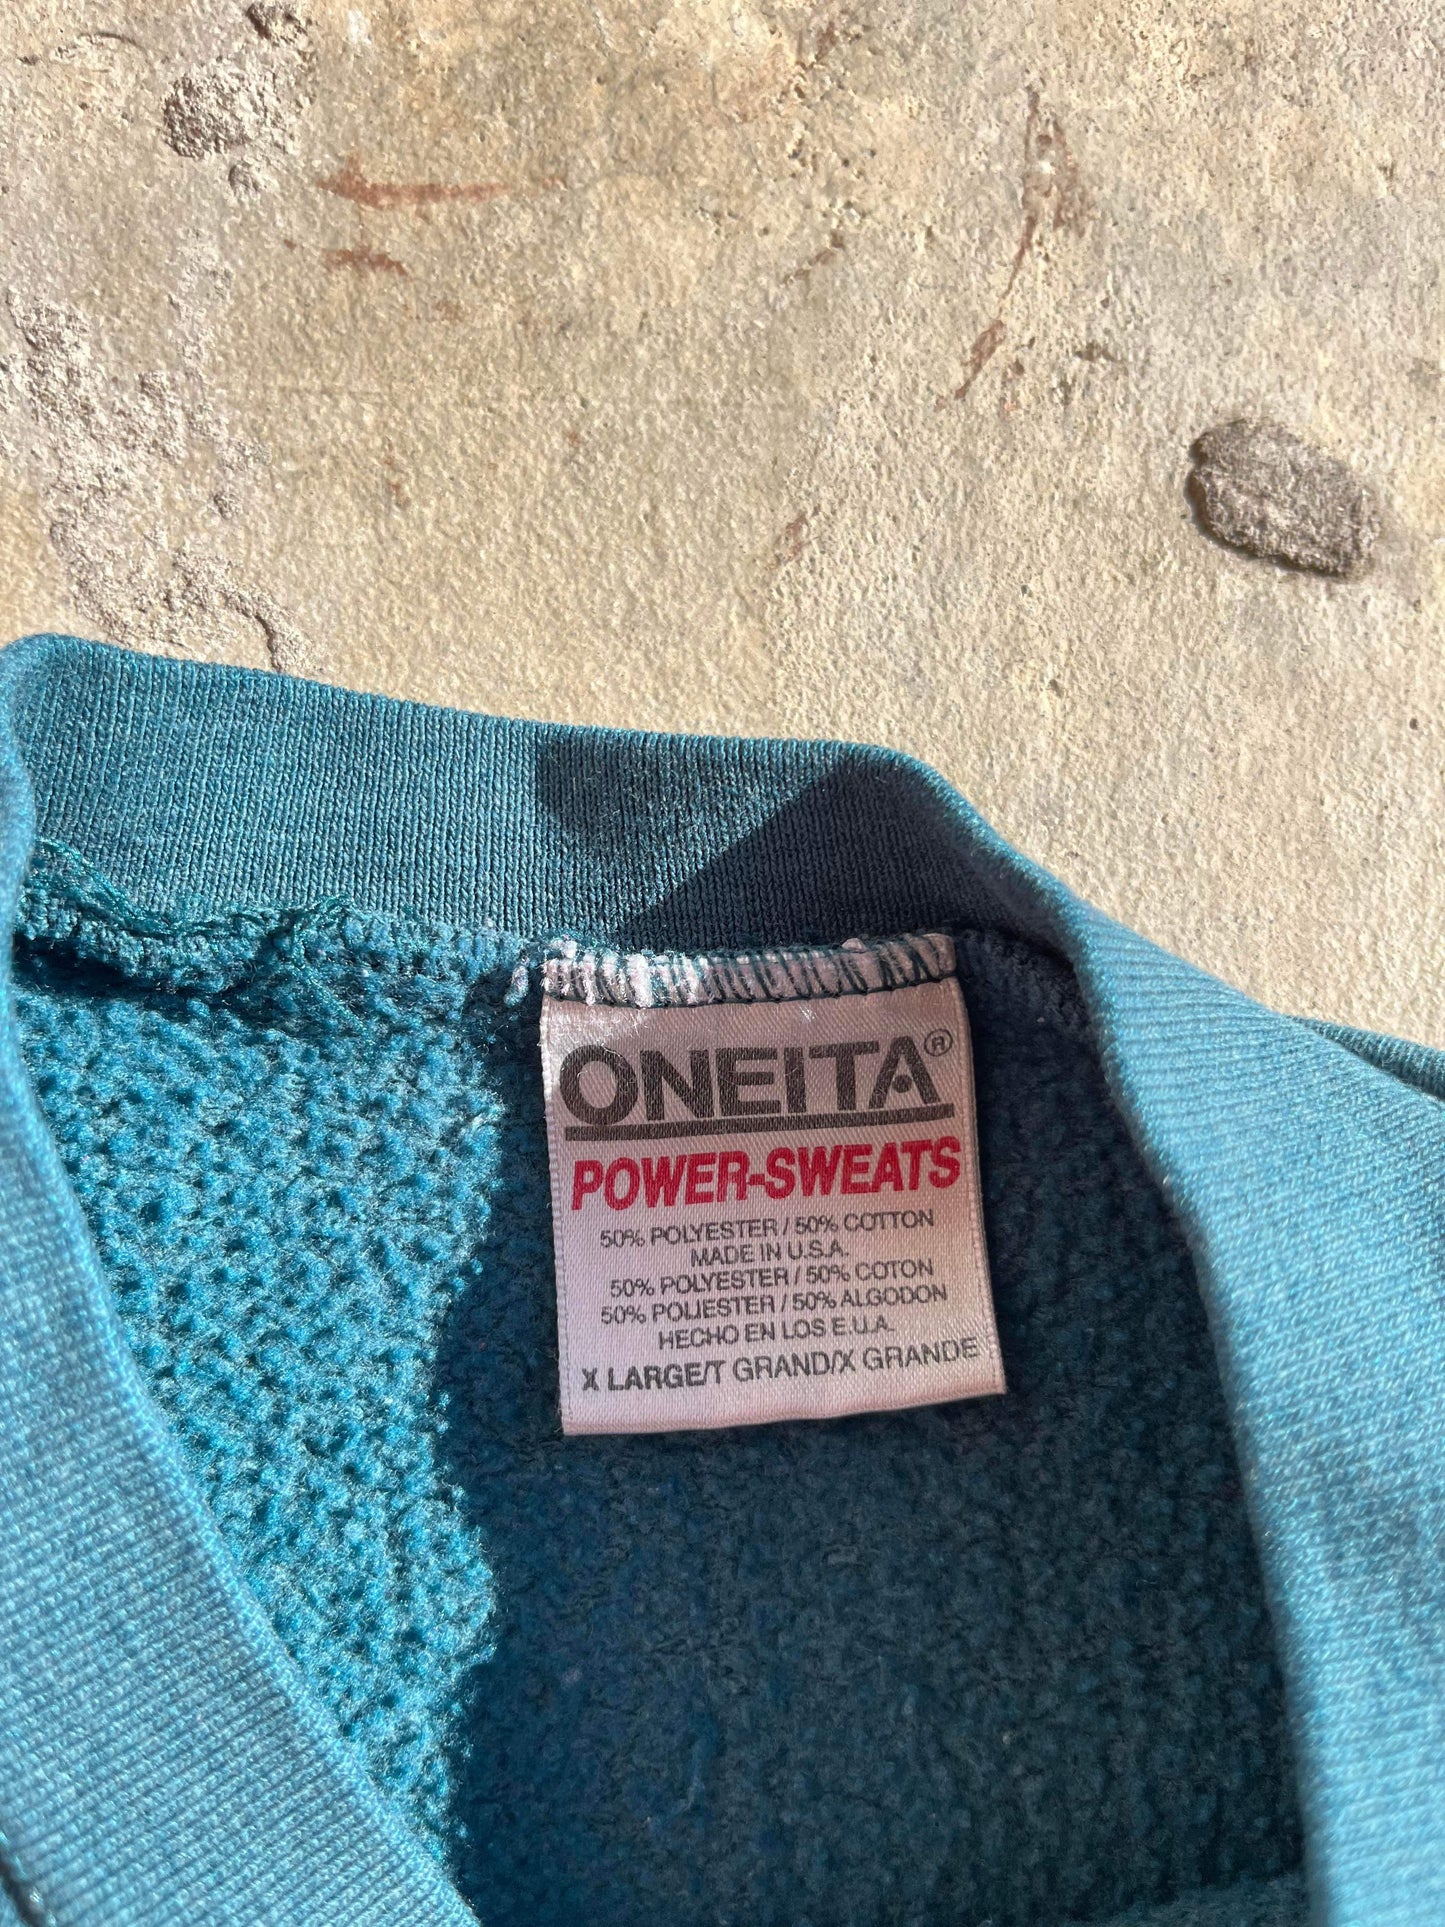 ONEITA®
POWER-SWEATS
50% POLYESTER / 50% COTTON
MADE IN U.S.A.
50% POLYESTER / 50% COTON
50% POLIESTER / 50% ALGODON
HECHO EN LOS E.U.A.
X LARGE/T GRAND/X GRANDE